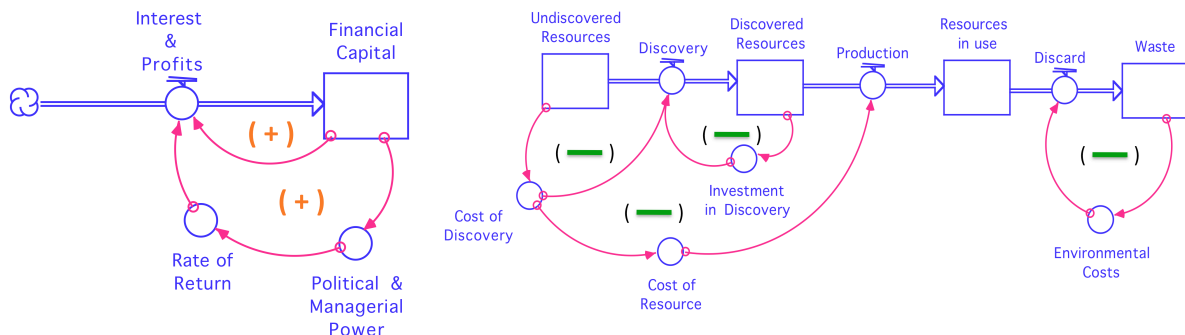 Interest
&
Profits
Financial
Capital
( + )
( + )
Rate of
Return
Political &
Managerial
Power
Undiscovered
Resources
Discovery
Discovered
Resources
Production
Resources
in use
Discard
Waste
( — )
( — )
( — )
( — )
Cost of
Discovery
Investment
in Discovery
Cost of
Resource
Environmental
Costs